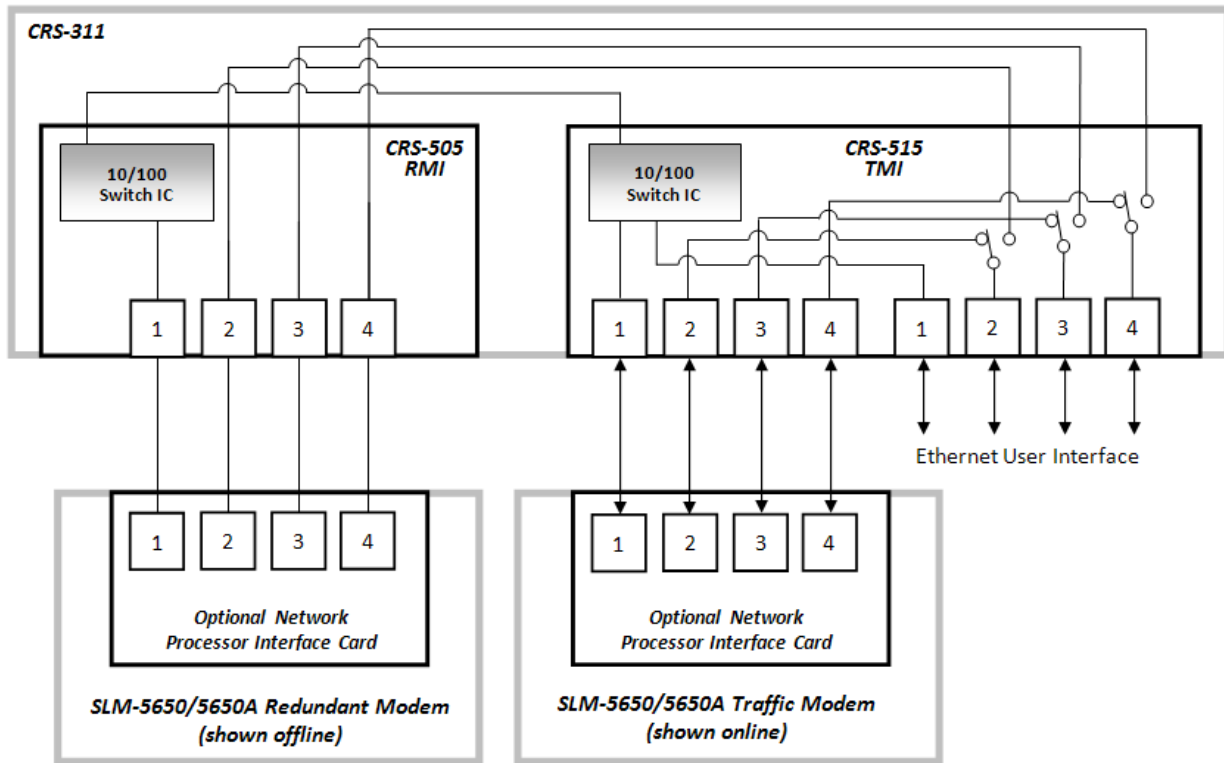 CRS-311
CRS-505
RMI
10/100
Switch IC
CRS-515
TMI
10/100
Switch IC
1 2 3 4
1 2 3 4 1 2 3 4
Ethernet User Interface
1 2 3 4
Optional Network
Processor Interface Card
SLM-5650/5650A Redundant Modem
(shown offline)
1 2 3 4
Optional Network
Processor Interface Card
SLM-5650/5650A Traffic Modem
(shown online)